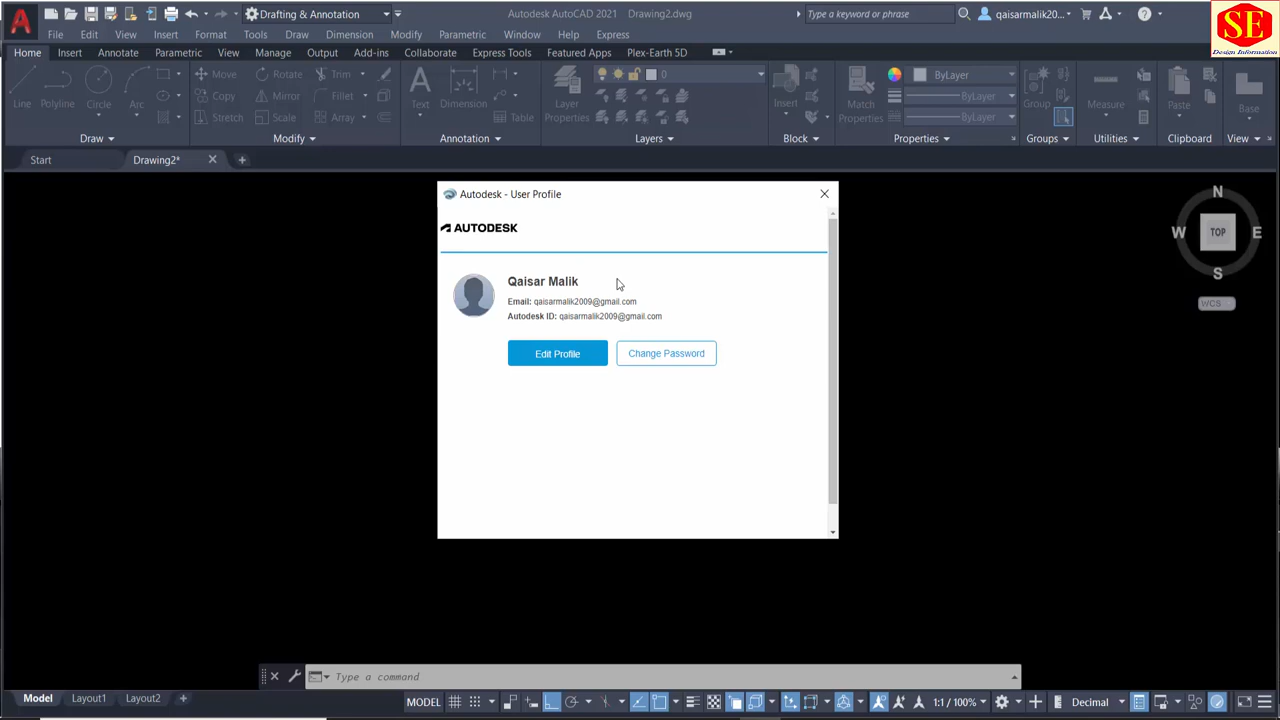 Drafting & Annotation
Autodesk AutoCAD 2021 Drawing2.dwg
Type a keyword or phrase
qaisarmalik20...
SE
Design Information
File Edit View Insert Format Tools Draw Dimension Modify Parametric Window Help Express
Home Insert Annotate Parametric View Manage Output Add-ins Collaborate Express Tools Featured Apps Plex-Earth 5D
Line Polyline Circle Arc
Move Rotate Trim
Copy Mirror Fillet
Stretch Scale Array
Text Dimension
Table
Layer Properties
0
Insert
Match Properties
ByLayer
ByLayer
ByLayer
Group
Measure
Paste
Base
Draw Modify Annotation Layers Block Properties Groups Utilities Clipboard View
Start Drawing2*
Autodesk - User Profile
AUTODESK
Qaisar Malik
Email: qaisarmalik2009@gmail.com
Autodesk ID: qaisarmalik2009@gmail.com
Edit Profile Change Password
N
W TOP E
S
WCS
Type a command
Model Layout1 Layout2
MODEL 1:1 / 100% Decimal